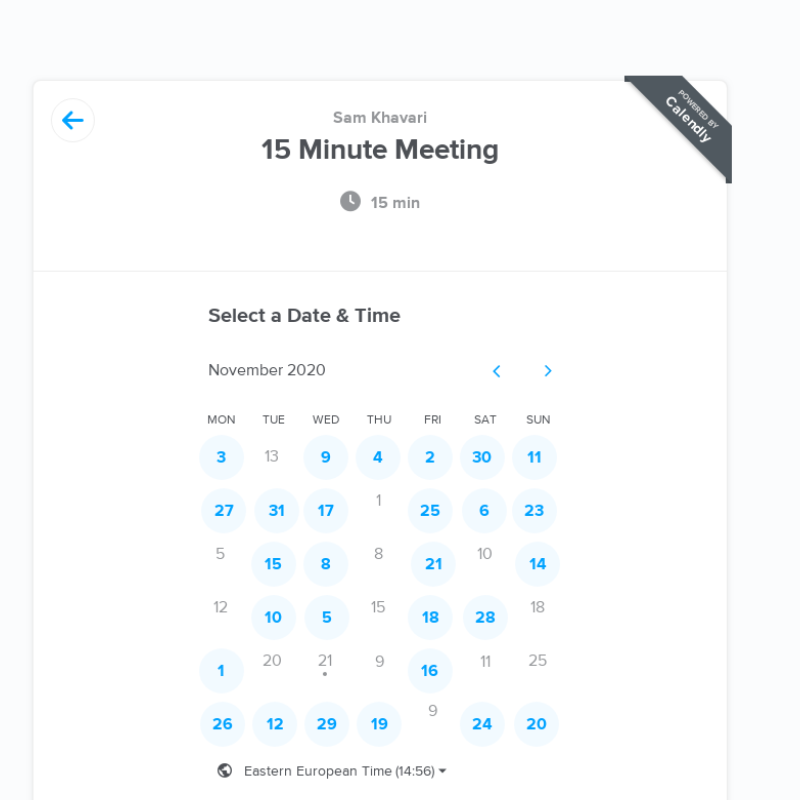 POWERED BY
Calendly
Sam Khavari
15 Minute Meeting
15 min
Select a Date & Time
November 2020
MON TUE WED THU FRI SAT SUN
3 13 9 4 2 30 11
27 31 17 1 25 6 23
5 15 8 8 21 10 14
12 10 5 15 18 28 18
1 20 21 9 16 11 25
26 12 29 19 9 24 20
Eastern European Time (14:56)